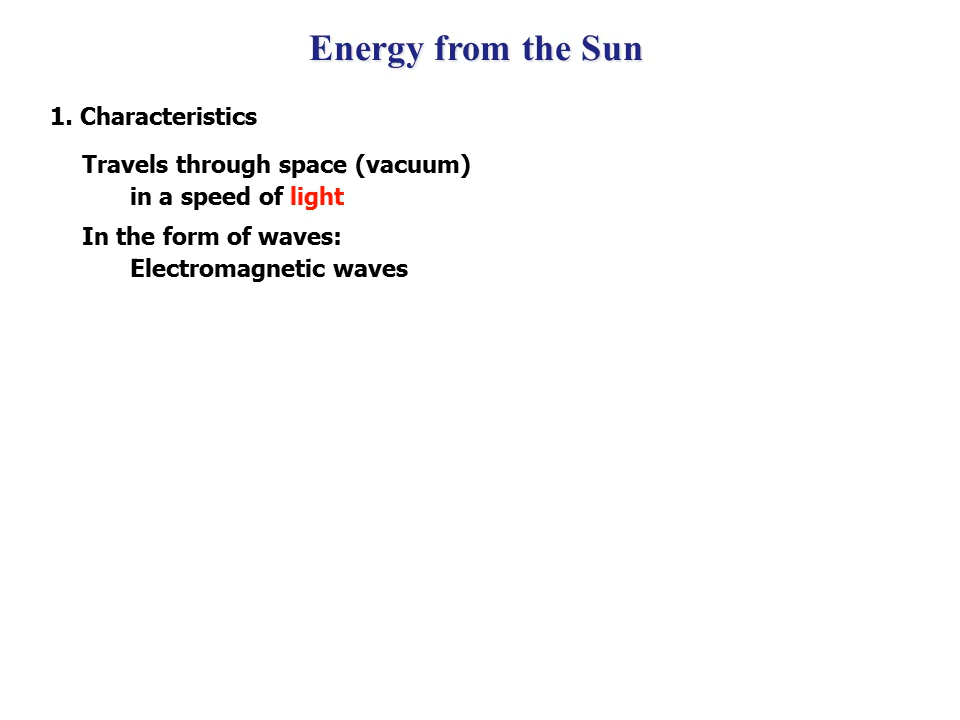 Energy from the Sun
1. Characteristics
Travels through space (vacuum)
in a speed of light
In the form of waves:
Electromagnetic waves